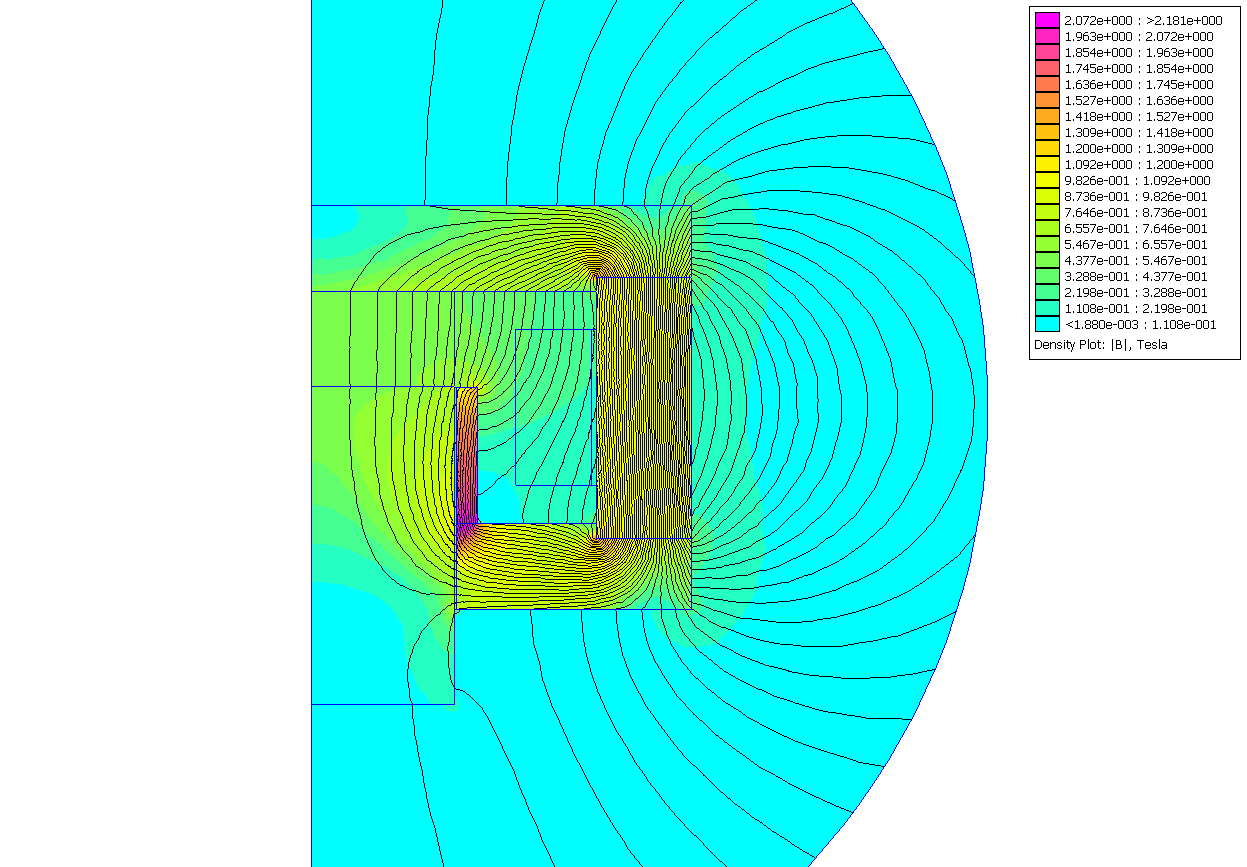 2.072e+000 : >2.181e+000
1.963e+000 : 2.072e+000
1.854e+000 : 1.963e+000
1.745e+000 : 1.854e+000
1.636e+000 : 1.745e+000
1.527e+000 : 1.636e+000
1.418e+000 : 1.527e+000
1.309e+000 : 1.418e+000
1.200e+000 : 1.309e+000
1.092e+000 : 1.200e+000
9.826e-001 : 1.092e+000
8.736e-001 : 9.826e-001
7.646e-001 : 8.736e-001
6.557e-001 : 7.646e-001
5.467e-001 : 6.557e-001
4.377e-001 : 5.467e-001
3.288e-001 : 4.377e-001
2.198e-001 : 3.288e-001
1.108e-001 : 2.198e-001
<1.880e-003 : 1.108e-001
Density Plot: |B|, Tesla